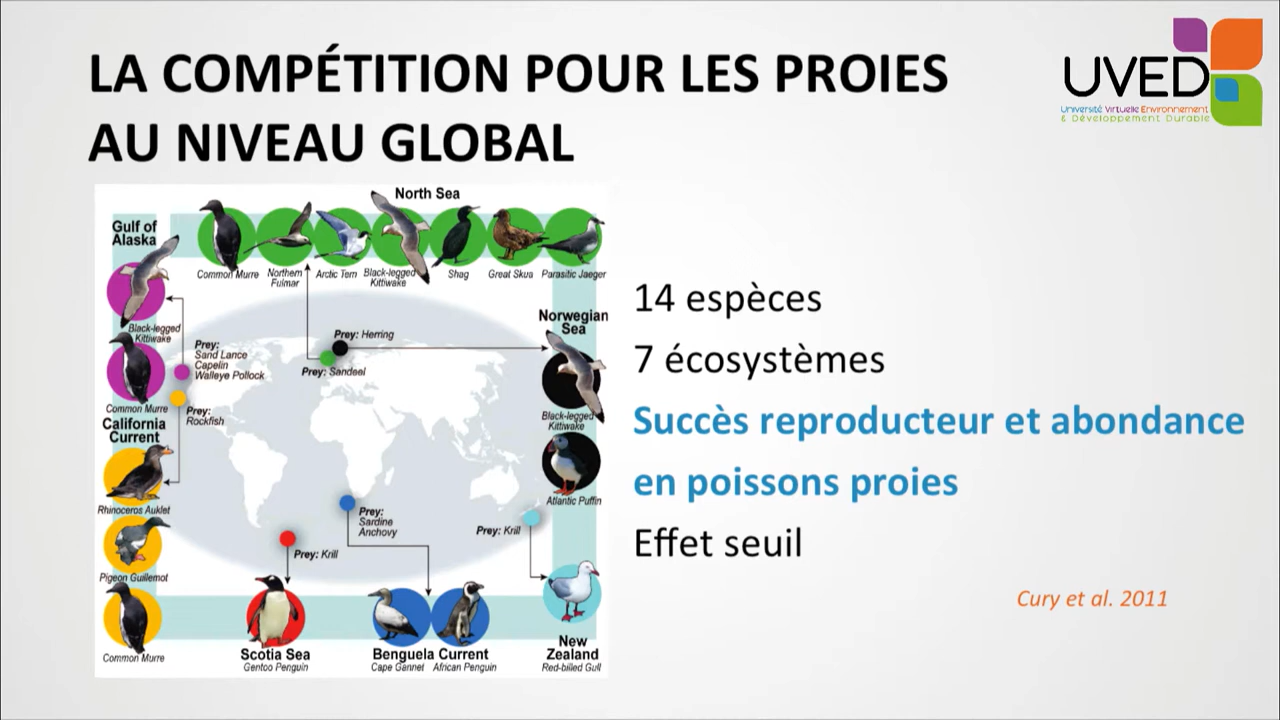 LA COMPÉTITION POUR LES PROIES
AU NIVEAU GLOBAL
UVED
Université Virtuelle Environnement
& Développement Durable
North Sea
Gulf of
Alaska
Common Murre
Northern
Fulmar
Arctic Tern
Black-legged
Kittiwake
Shag
Great Skua
Parasitic Jaeger
Black-legged
Kittiwake
Common Murre
Prey:
Sand Lance
Capelin
Walleye Pollock
Prey: Herring
Prey: Sandeel
Norwegian
Sea
Black-legged
Kittiwake
Atlantic Puffin
Prey:
Rockfish
California
Current
Rhinoceros Auklet
Pigeon Guillemot
Common Murre
Prey:
Sardine
Anchovy
Prey: Krill
Prey: Krill
Scotia Sea
Gentoo Penguin
Benguela Current
Cape Gannet
African Penguin
New
Zealand
Red-billed Gull
14 espèces
7 écosystèmes
Succès reproducteur et abondance
en poissons proies
Effet seuil
Cury et al. 2011